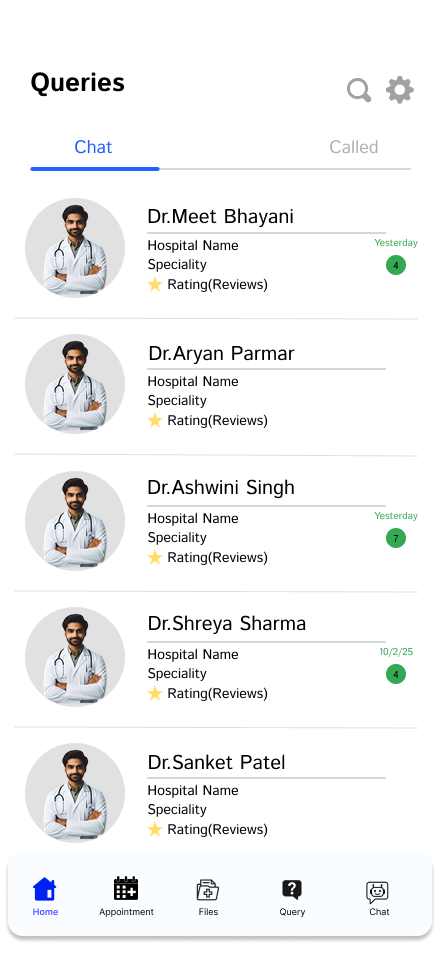 Queries
Chat
Called
Dr.Meet Bhayani
Hospital Name
Yesterday
Speciality
4
Rating(Reviews)
Dr.Aryan Parmar
Hospital Name
Speciality
Rating(Reviews)
Dr.Ashwini Singh
Hospital Name
Yesterday
Speciality
7
Rating(Reviews)
Dr.Shreya Sharma
Hospital Name
10/2/25
Speciality
4
Rating(Reviews)
Dr.Sanket Patel
Hospital Name
Speciality
Rating(Reviews)
Home
Appointment
Files
Query
Chat